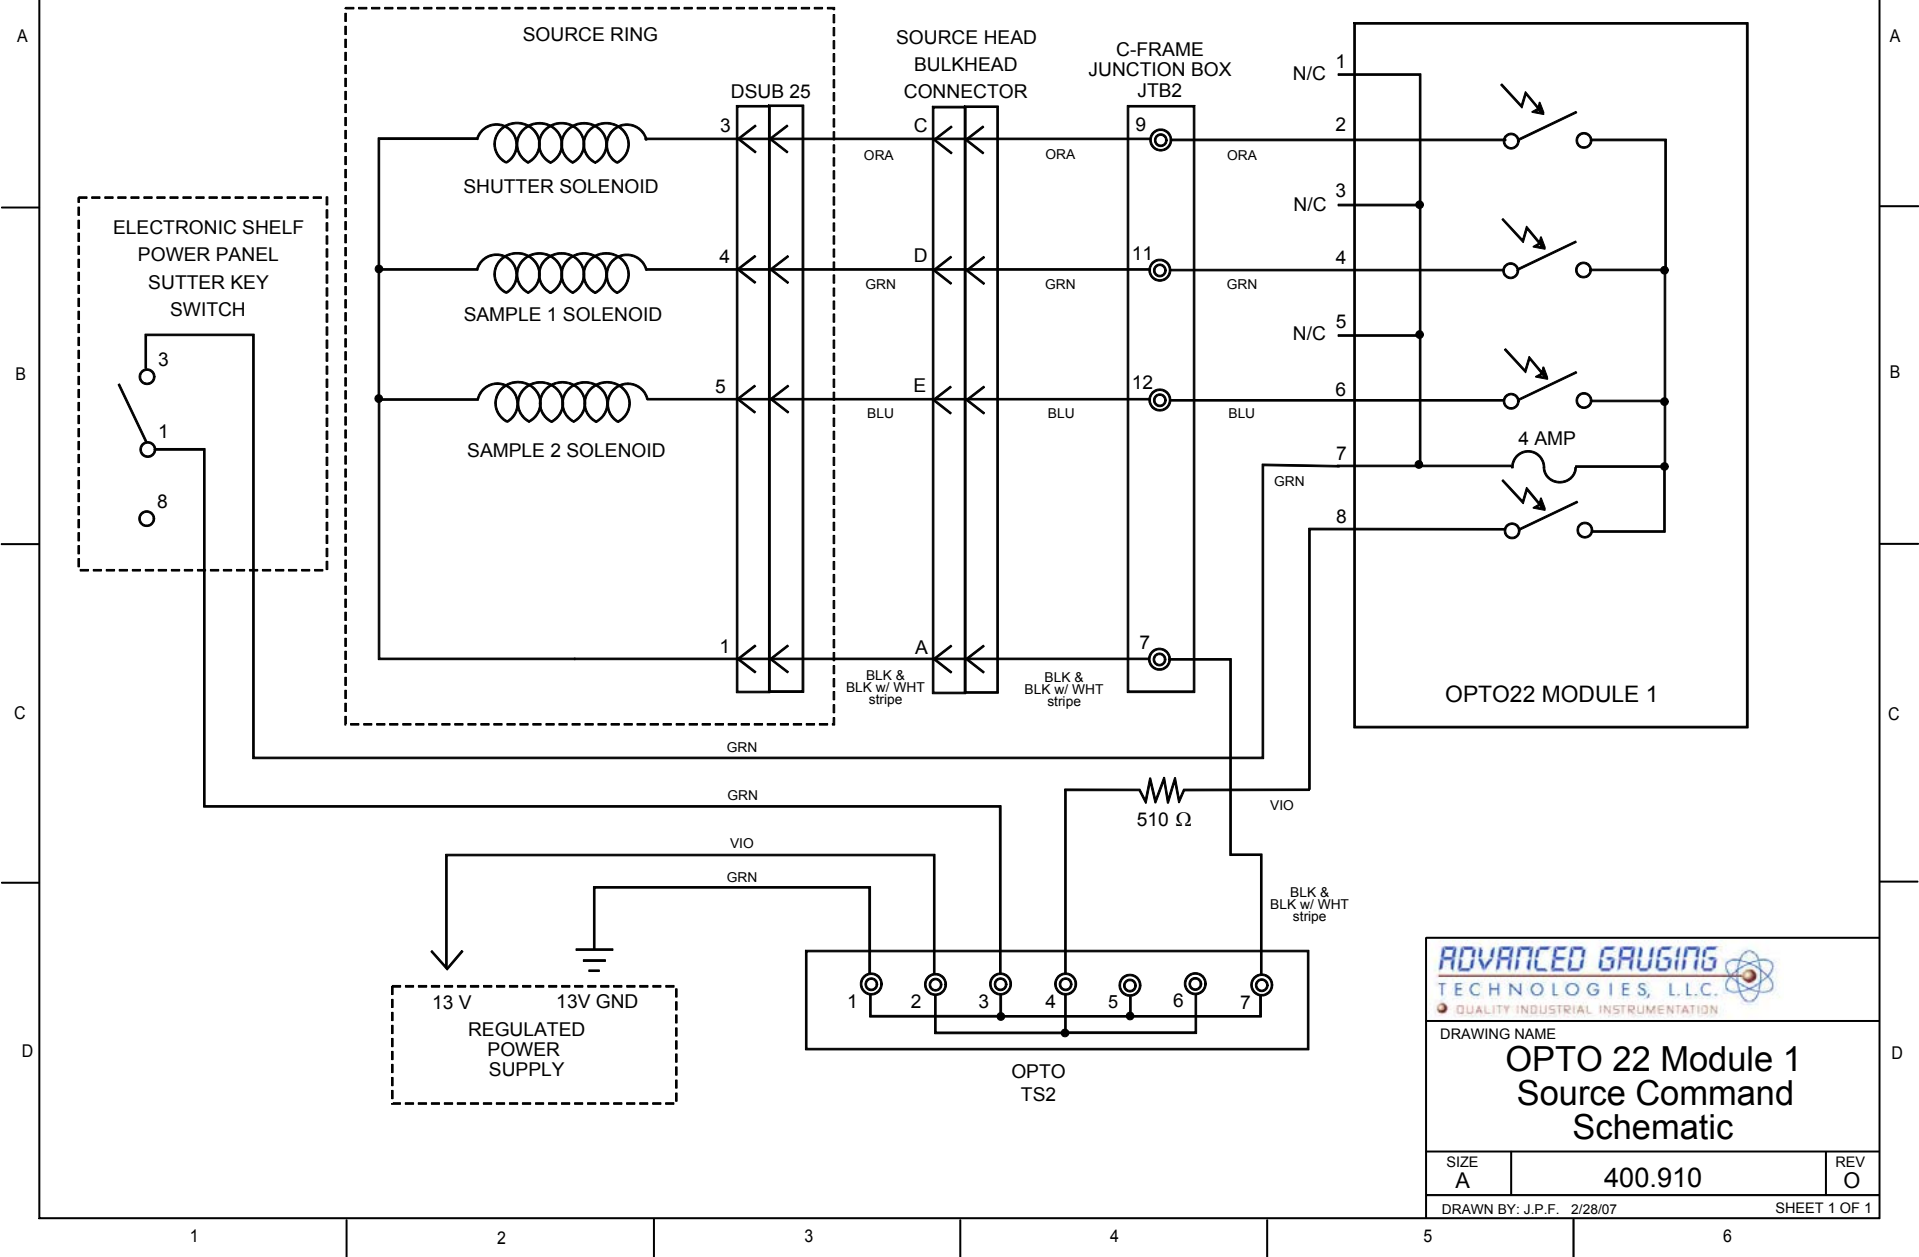 A
A
SOURCE RING
SOURCE HEAD
BULKHEAD
CONNECTOR
C-FRAME
JUNCTION BOX
JTB2
DSUB 25
N/C 1
3
C
9
2
ORA
ORA
ORA
SHUTTER SOLENOID
N/C 3
ELECTRONIC SHELF
POWER PANEL
SUTTER KEY
SWITCH
4
D
11
4
GRN
GRN
GRN
SAMPLE 1 SOLENOID
N/C 5
3
B
B
5
E
12
6
BLU
BLU
BLU
1
SAMPLE 2 SOLENOID
4 AMP
7
GRN
8
8
1
A
7
BLK &
BLK w/ WHT
stripe
BLK &
BLK w/ WHT
stripe
OPTO22 MODULE 1
C
C
GRN
GRN
VIO
510 Ω
VIO
GRN
BLK &
BLK w/ WHT
stripe
13 V
13V GND
REGULATED
POWER
SUPPLY
1
2
3
4
5
6
7
OPTO
TS2
D
D
ADVANCED GAUGING
TECHNOLOGIES, L.L.C.
QUALITY INDUSTRIAL INSTRUMENTATION
DRAWING NAME
OPTO 22 Module 1
Source Command
Schematic
SIZE
A
400.910
REV
O
DRAWN BY: J.P.F. 2/28/07
SHEET 1 OF 1
1
2
3
4
5
6